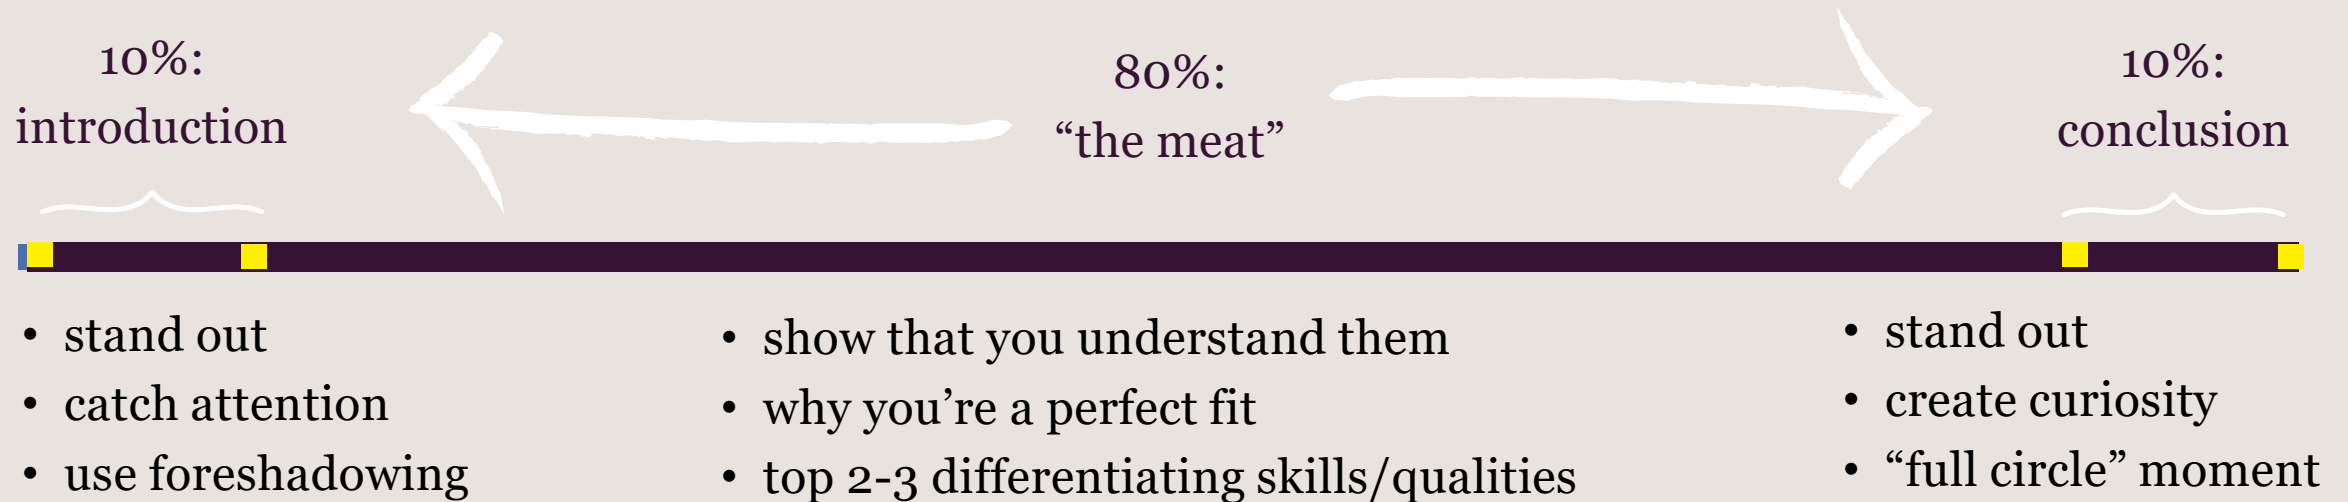 10%:
introduction
80%:
“the meat”
10%:
conclusion
• stand out
• catch attention
• use foreshadowing
• show that you understand them
• why you’re a perfect fit
• top 2-3 differentiating skills/qualities
• stand out
• create curiosity
• “full circle” moment